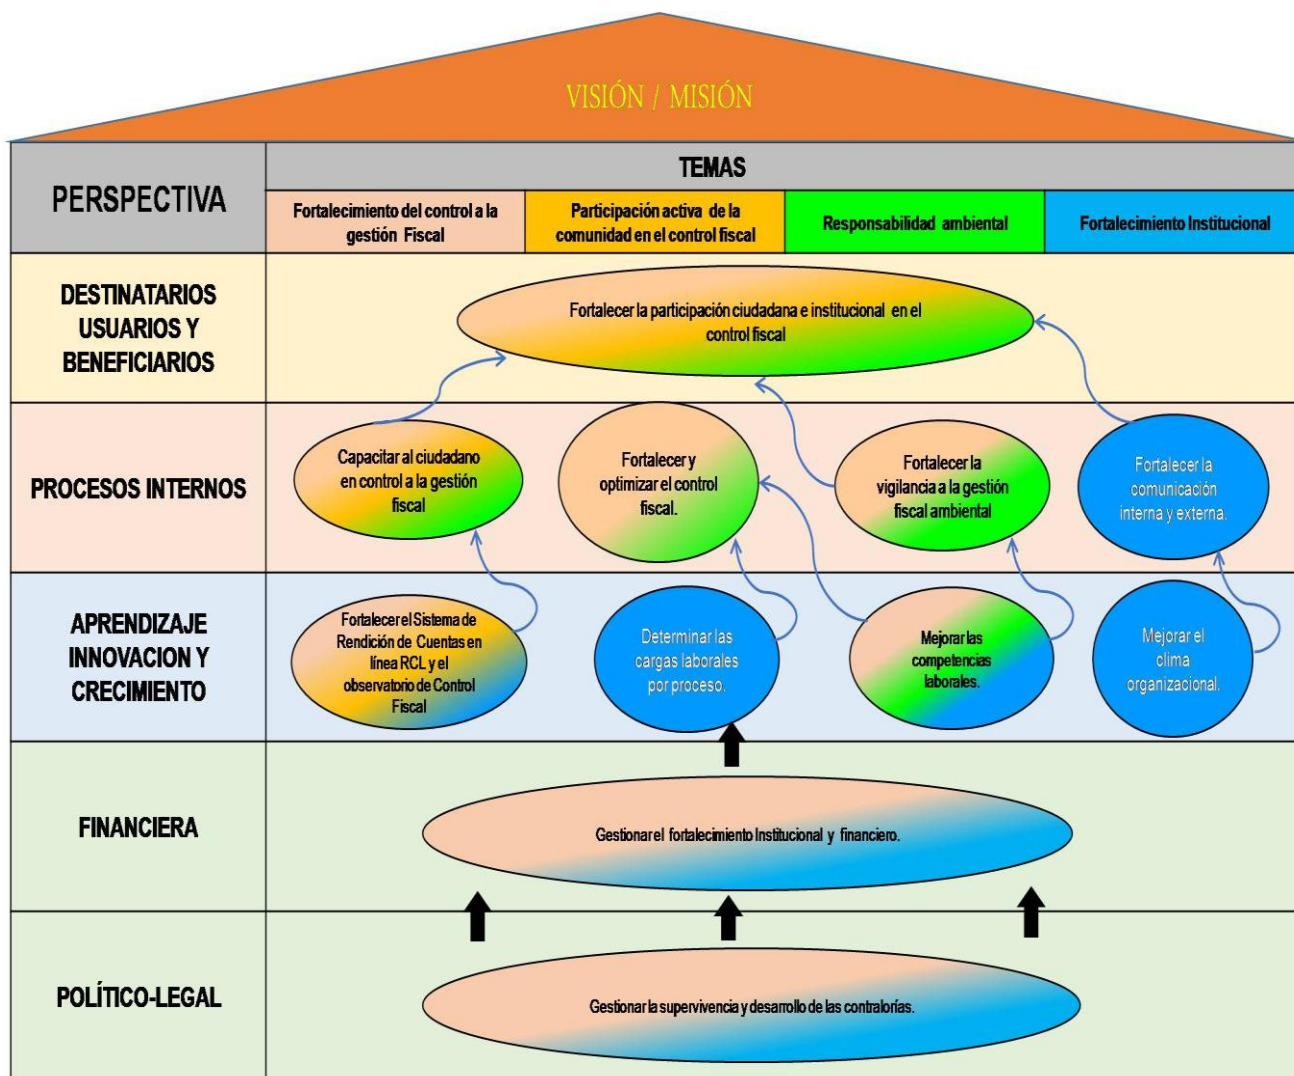 VISIÓN / MISIÓN
PERSPECTIVA
TEMAS
Fortalecimiento del control a la
gestión Fiscal
Participación activa de la
comunidad en el control fiscal
Responsabilidad ambiental
Fortalecimiento Institucional
DESTINATARIOS
USUARIOS Y
BENEFICIARIOS
Fortalecer la participación ciudadana e institucional en el
control fiscal
PROCESOS INTERNOS
Capacitar al ciudadano
en control a la gestión
fiscal
Fortalecer y
optimizar el control
fiscal.
Fortalecer la
vigilancia a la gestión
fiscal ambiental
Fortalecer la
comunicación
interna y externa.
APRENDIZAJE
INNOVACION Y
CRECIMIENTO
Fortalecer el Sistema de
Rendición de Cuentas en
línea RCL y el
observatorio de Control
Fiscal
Determinar las
cargas laborales
por proceso.
Mejorar las
competencias
laborales.
Mejorar el
clima
organizacional.
FINANCIERA
Gestionar el fortalecimiento Institucional y financiero.
POLÍTICO-LEGAL
Gestionar la supervivencia y desarrollo de las contralorías.